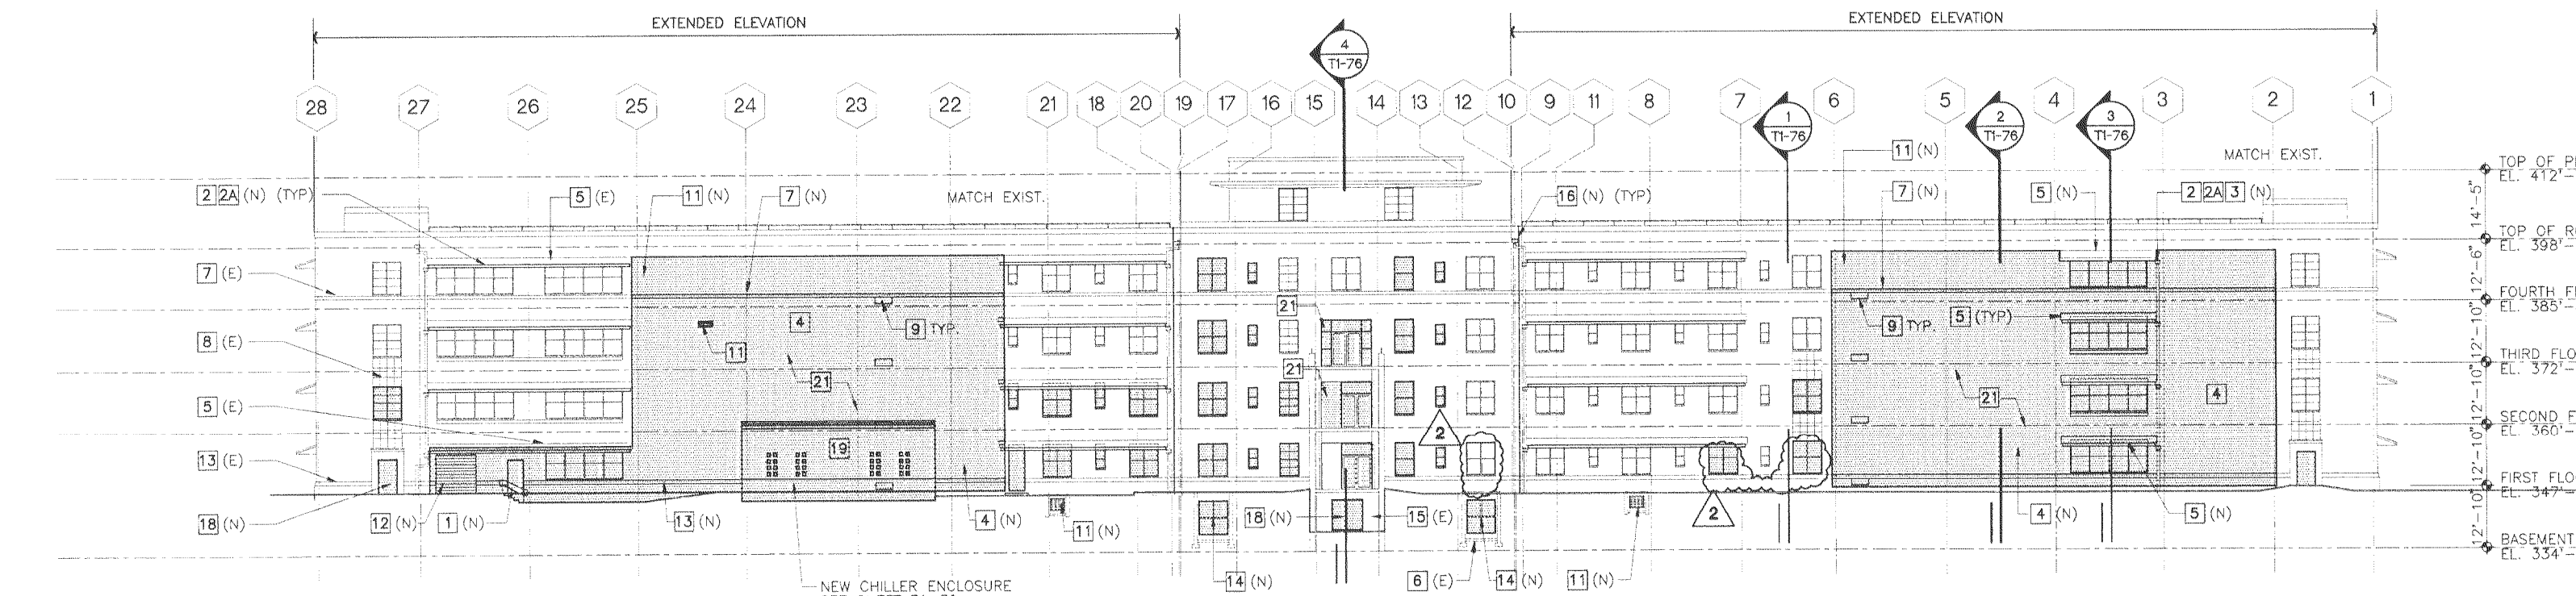 EXTENDED ELEVATION
EXTENDED ELEVATION
4
T1-76
28
27
26
25
24
23
22
21
18
20
19
17
16
15
14
13
12
10
9
11
8
7
6
5
4
3
2
1
1
T1-76
2
T1-76
3
T1-76
11 (N)
MATCH EXIST.
TOP OF
EL. 412'-
2 2A (N) (TYP)
5 (E)
11 (N)
7 (N)
MATCH EXIST.
16 (N) (TYP)
7 (N)
5 (N)
2 2A 3 (N)
14'-5"
TOP OF
EL. 398'-
7 (E)
12'-6"
FOURTH
EL. 385'-
4
9 TYP.
21
9 TYP.
5 (TYP)
8 (E)
11
12'-10"
THIRD
EL. 372'-
21
21
21
4
5 (E)
12'-10"
SECOND
EL. 360'-
2
19
13 (E)
12'-10"
FIRST
EL. 347'-
18 (N)
12 (N)
1 (N)
13 (N)
4 (N)
11 (N)
18 (N)
15 (E)
2
4 (N)
5 (N)
12'-10"
BASEMENT
EL. 334'-
NEW CHILLER ENCLOSURE
14 (N)
6 (E)
14 (N)
11 (N)